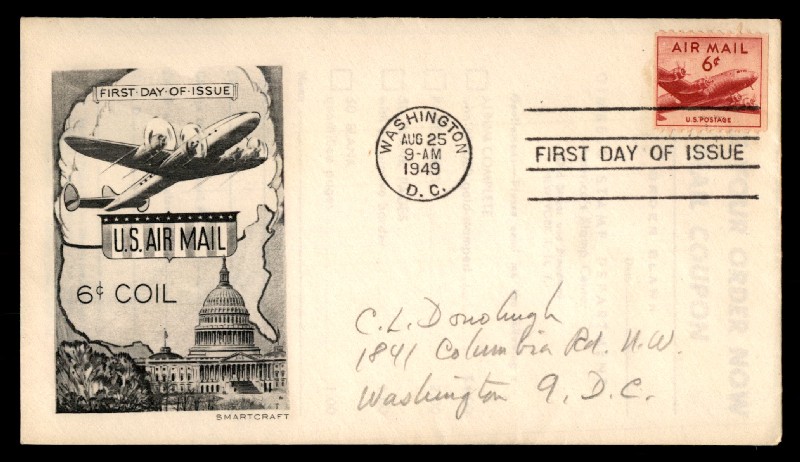 FIRST·DAY·OF·ISSUE
U.S. AIR MAIL
6¢ COIL
SMARTCRAFT
WASHINGTON
AUG 25
9-AM
1949
D. C.
AIR MAIL
6¢
U.S. POSTAGE
FIRST DAY OF ISSUE
C. L. Donohugh
1841 Columbia Rd. N.W.
Washington 9, D.C.